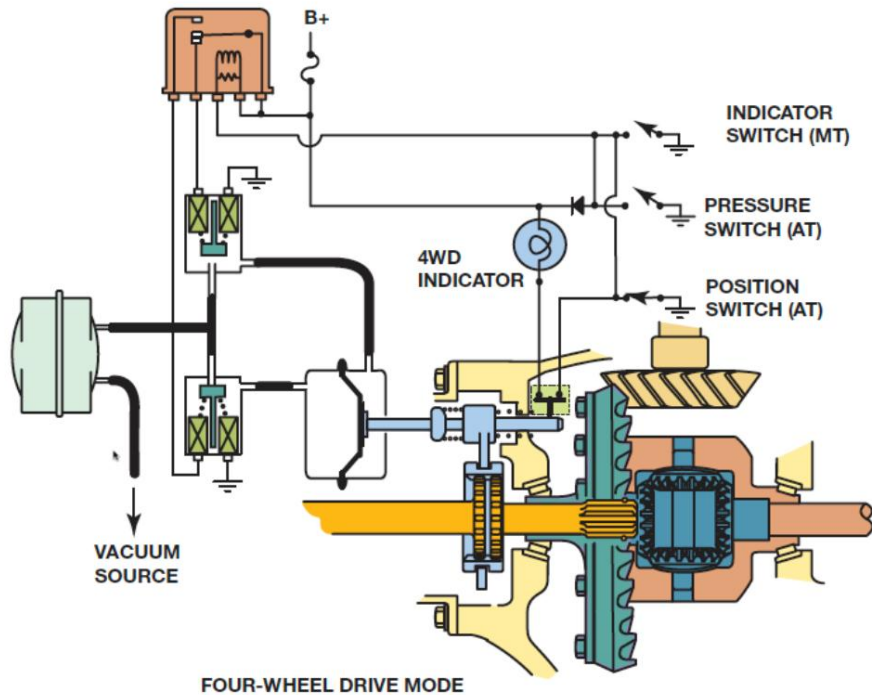 B+
INDICATOR
SWITCH (MT)
PRESSURE
SWITCH (AT)
4WD
INDICATOR
POSITION
SWITCH (AT)
VACUUM
SOURCE
FOUR-WHEEL DRIVE MODE